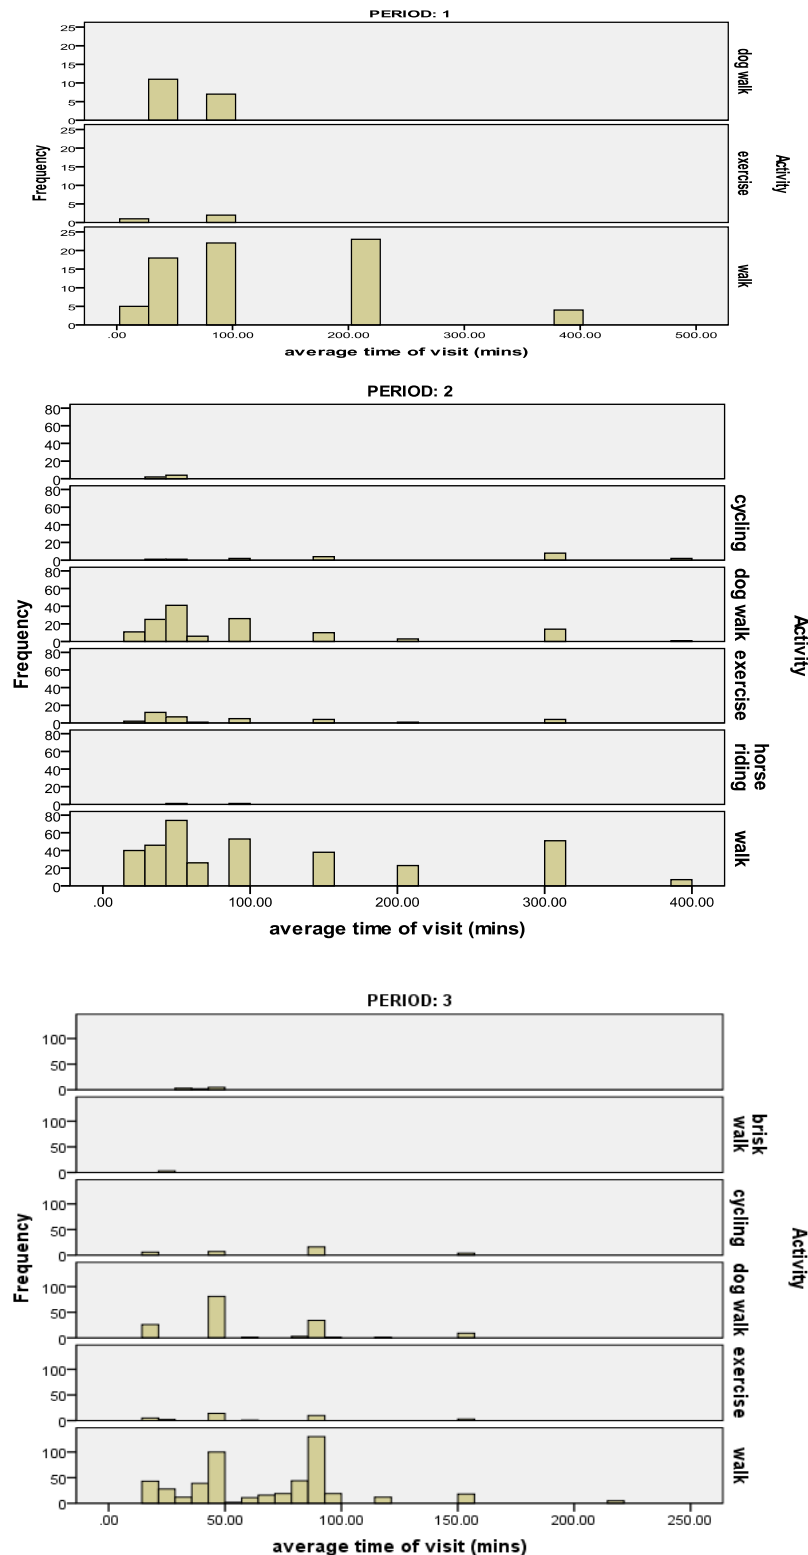 PERIOD: 1
25
20
15
10
5
0
dog walk
25
20
15
10
5
0
exercise
25
20
15
10
5
0
walk
Frequency
Activity
.00 100.00 200.00 300.00 400.00 500.00
average time of visit (mins)
PERIOD: 2
80
60
40
20
0
80
60
40
20
0
cycling
80
60
40
20
0
dog walk
80
60
40
20
0
exercise
80
60
40
20
0
horse
riding
80
60
40
20
0
walk
Frequency
Activity
.00 100.00 200.00 300.00 400.00
average time of visit (mins)
PERIOD: 3
100
50
0
100
50
0
brisk
walk
100
50
0
cycling
100
50
0
dog walk
100
50
0
exercise
100
50
0
walk
Frequency
Activity
.00 50.00 100.00 150.00 200.00 250.00
average time of visit (mins)